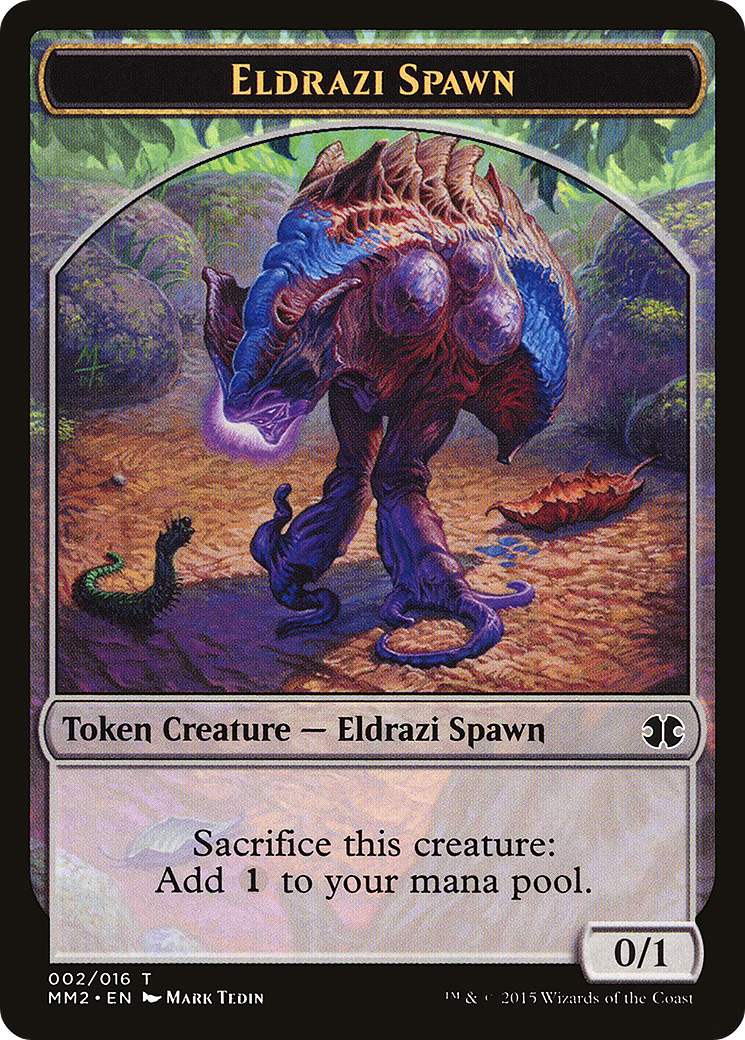 Eldrazi Spawn
Token Creature — Eldrazi Spawn
Sacrifice this creature:
Add 1 to your mana pool.
0/1
002/016 T
MM2 • EN Mark Tedin
™ & © 2015 Wizards of the Coast